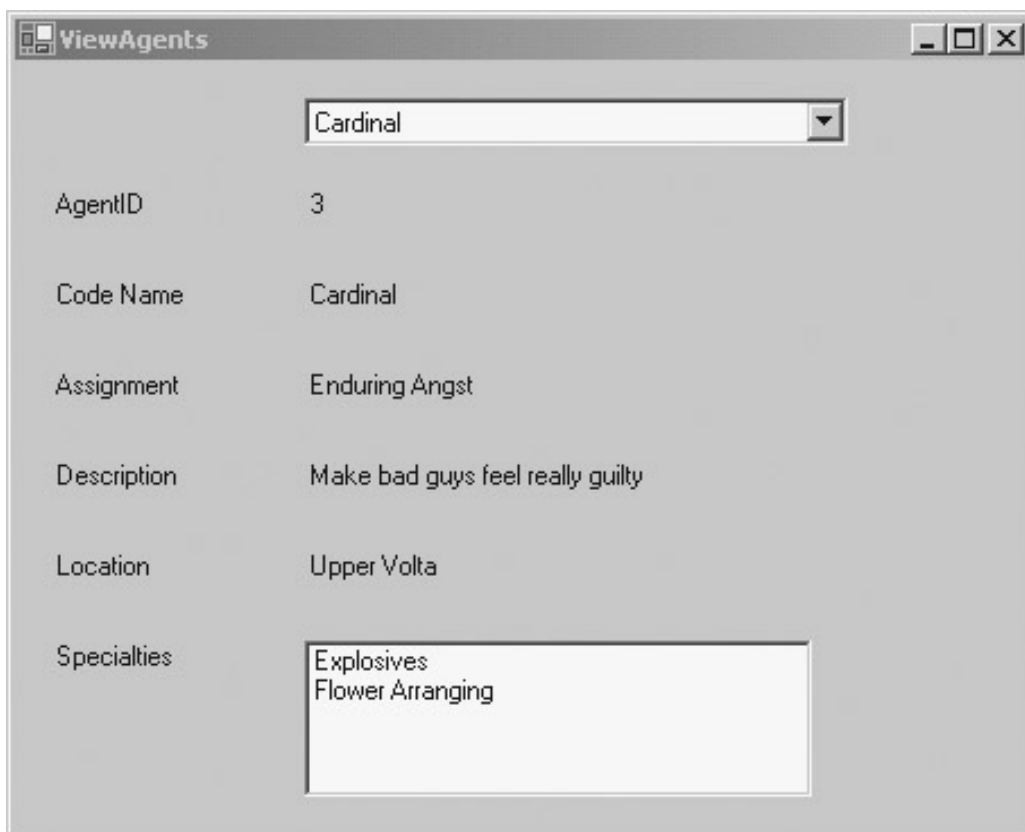 ViewAgents
Cardinal
AgentID 3
Code Name Cardinal
Assignment Enduring Angst
Description Make bad guys feel really guilty
Location Upper Volta
Specialties Explosives
Flower Arranging